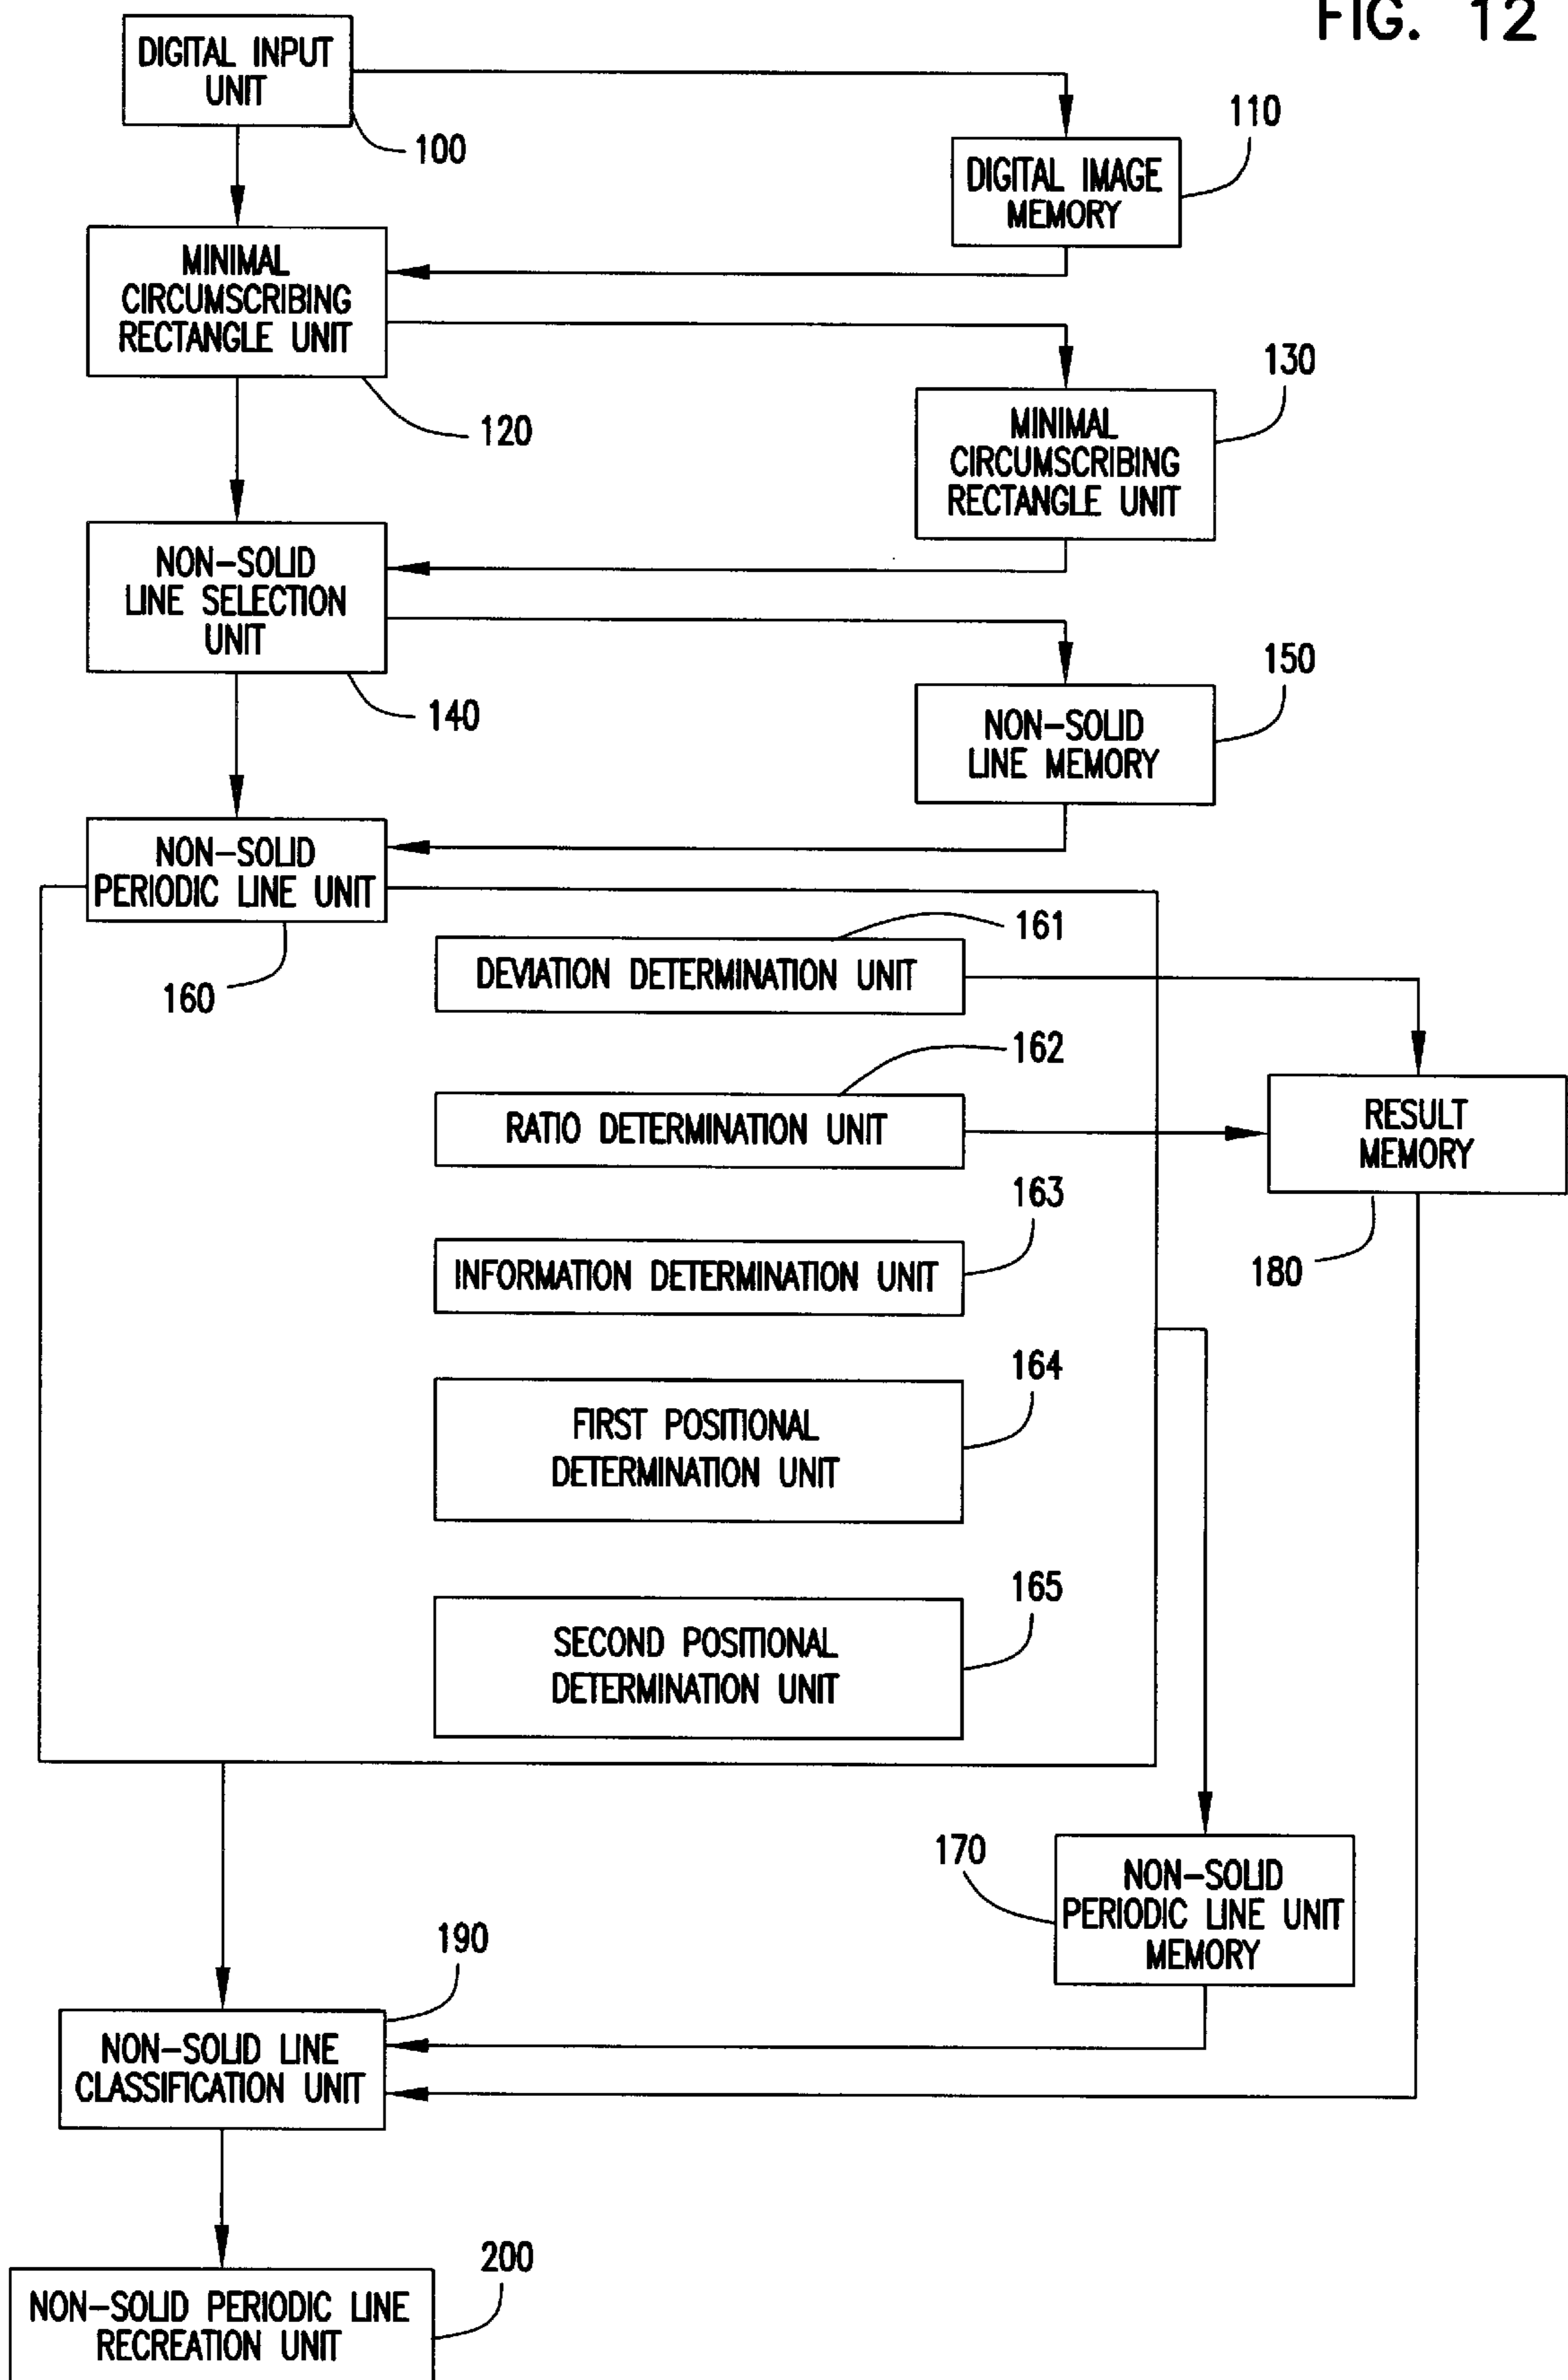 FIG. 12
DIGITAL INPUT
UNIT
100
110
DIGITAL IMAGE
MEMORY
MINIMAL
CIRCUMSCRIBING
RECTANGLE UNIT
120
130
MINIMAL
CIRCUMSCRIBING
RECTANGLE UNIT
NON-SOLID
LINE SELECTION
UNIT
140
150
NON-SOLID
LINE MEMORY
NON-SOLID
PERIODIC LINE UNIT
160
161
DEVIATION DETERMINATION UNIT
162
RATIO DETERMINATION UNIT
RESULT
MEMORY
180
163
INFORMATION DETERMINATION UNIT
164
FIRST POSITIONAL
DETERMINATION UNIT
165
SECOND POSITIONAL
DETERMINATION UNIT
170
NON-SOLID
PERIODIC LINE UNIT
MEMORY
190
NON-SOLID LINE
CLASSIFICATION UNIT
200
NON-SOLID PERIODIC LINE
RECREATION UNIT